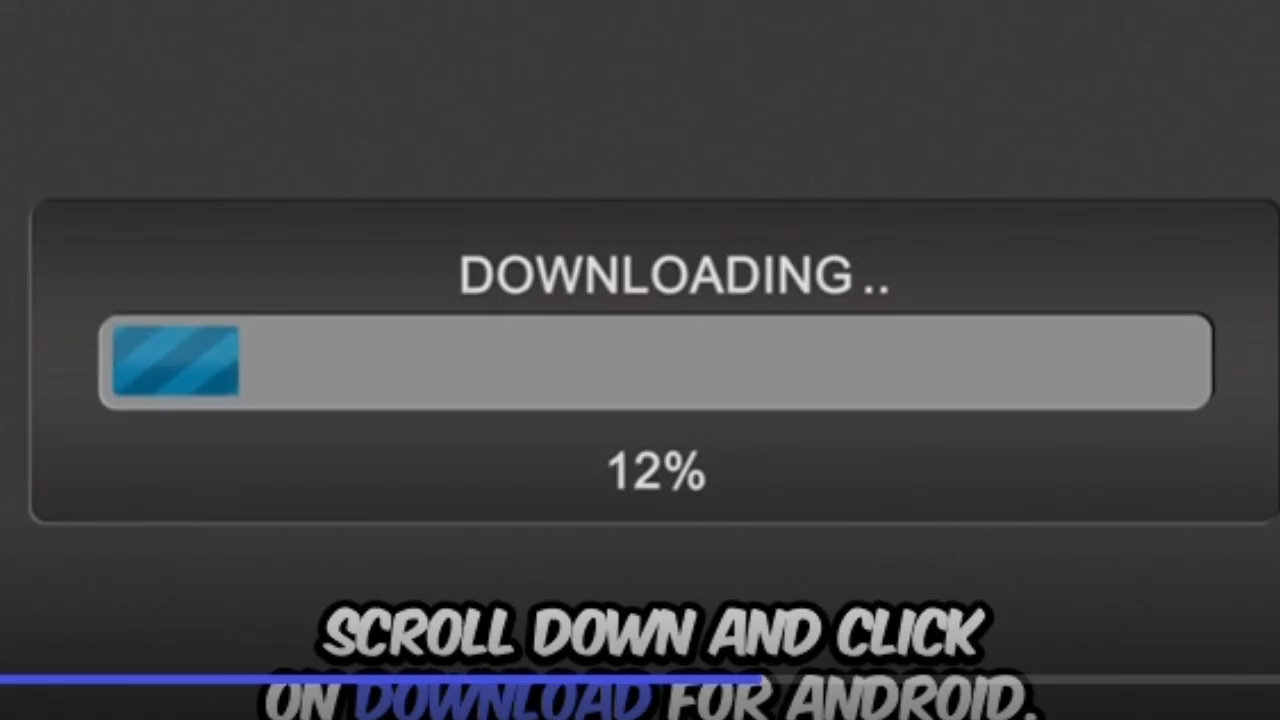 DOWNLOADING ..
12%
SCROLL DOWN AND CLICK
ON DOWNLOAD FOR ANDROID.